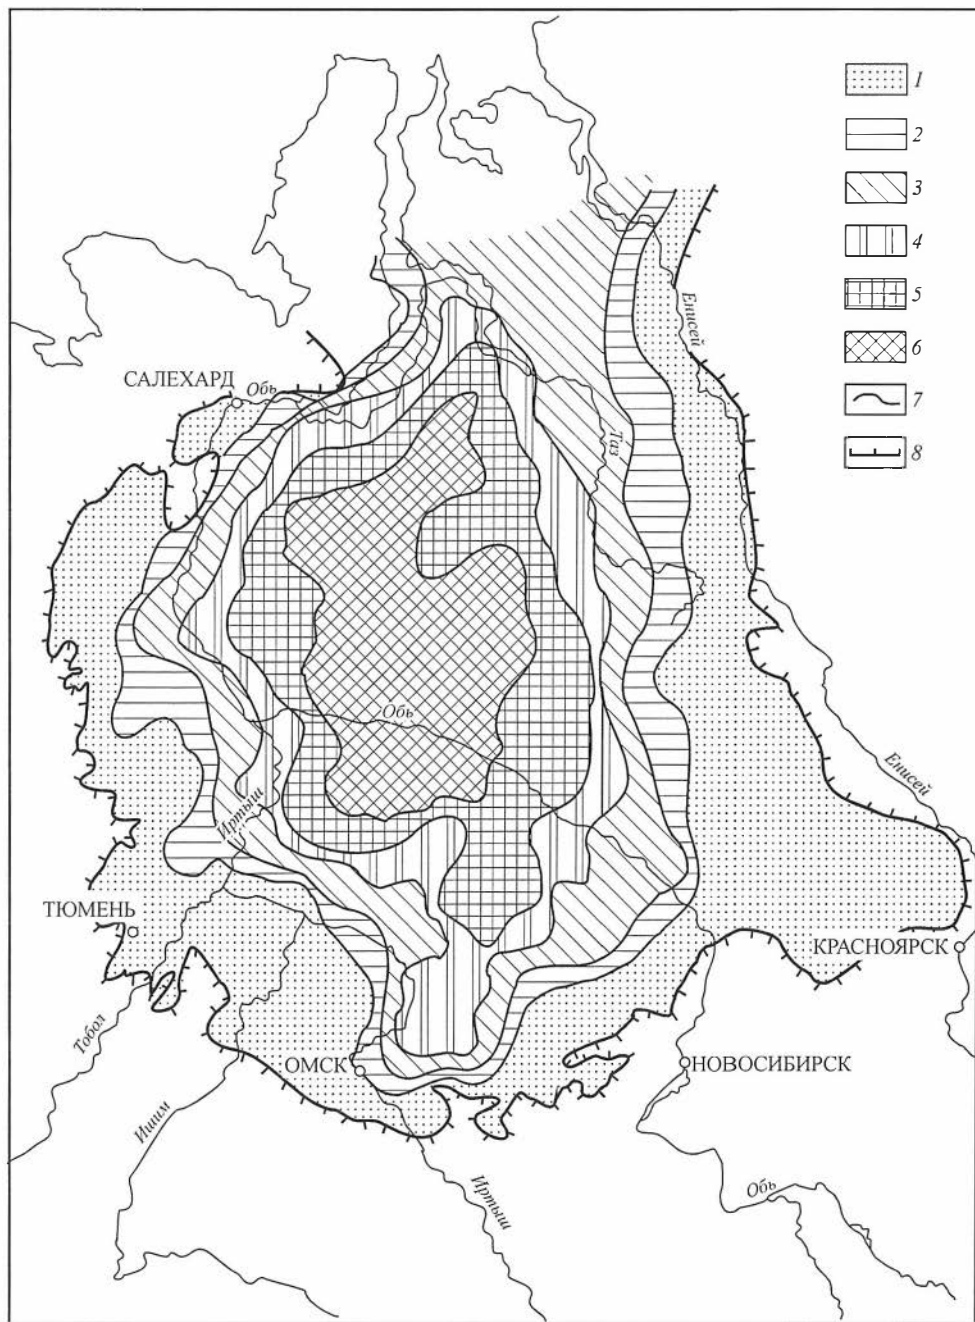 1
2
3
4
5
6
7
8
Енисей
САЛЕХАРД
Обь
Таз
Обь
Енисей
Иртыш
ТЮМЕНЬ
КРАСНОЯРСК
Тобол
ОМСК
НОВОСИБИРСК
Ишим
Иртыш
Обь